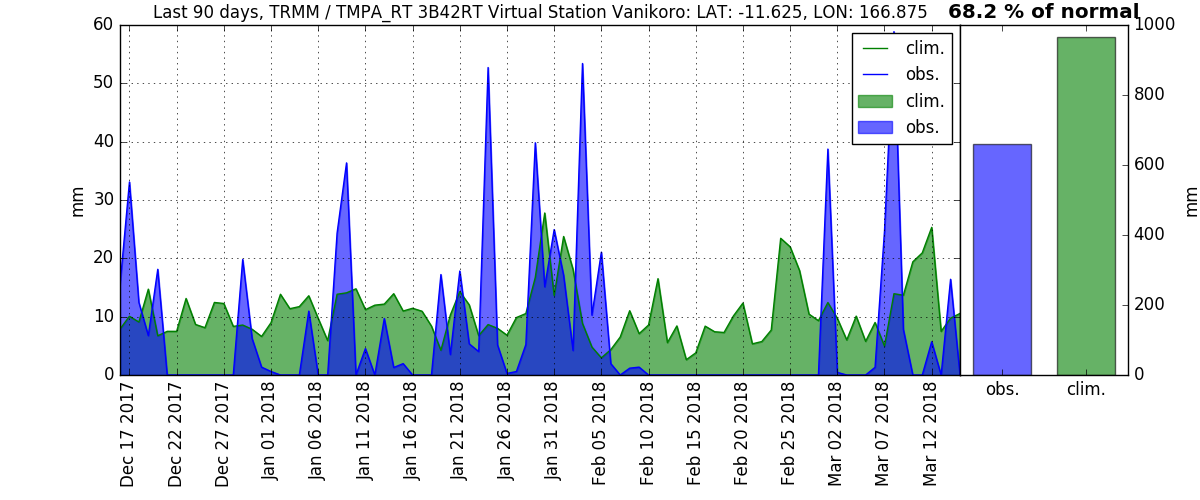 Last 90 days, TRMM / TMPA_RT 3B42RT Virtual Station Vanikoro: LAT: -11.625, LON: 166.875
68.2 % of normal
clim.
obs.
clim.
obs.
mm
60
50
40
30
20
10
0
Dec 17 2017
Dec 22 2017
Dec 27 2017
Jan 01 2018
Jan 06 2018
Jan 11 2018
Jan 16 2018
Jan 21 2018
Jan 26 2018
Jan 31 2018
Feb 05 2018
Feb 10 2018
Feb 15 2018
Feb 20 2018
Feb 25 2018
Mar 02 2018
Mar 07 2018
Mar 12 2018
obs.
clim.
1000
800
600
400
200
0
mm